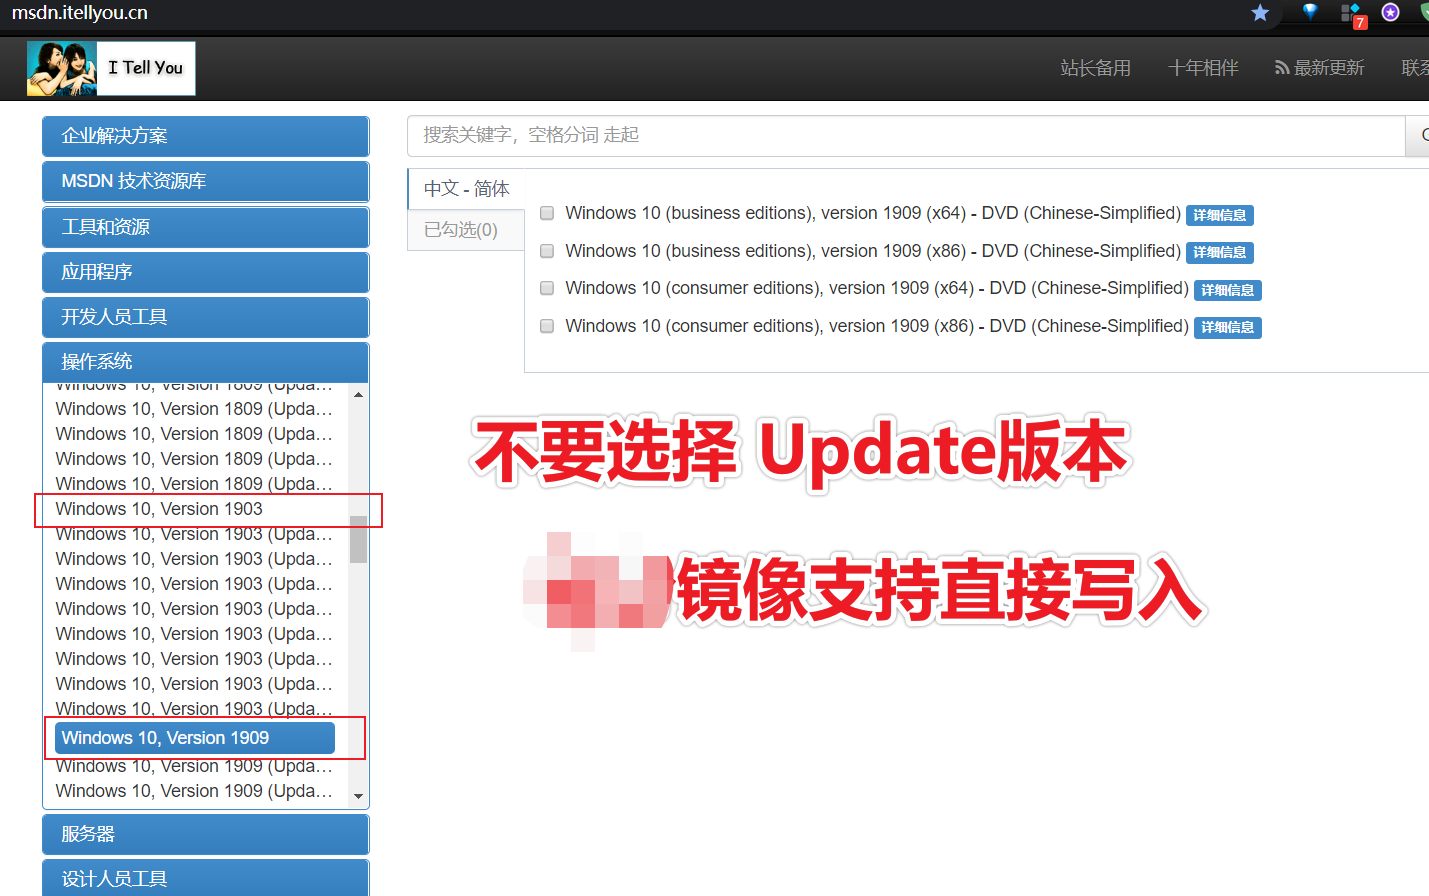 msdn.itellyou.cn
7
I Tell You
站长备用
十年相伴
最新更新
企业解决方案
MSDN 技术资源库
工具和资源
应用程序
开发人员工具
操作系统
Windows 10, Version 1809 (Upda...
Windows 10, Version 1809 (Upda...
Windows 10, Version 1809 (Upda...
Windows 10, Version 1809 (Upda...
Windows 10, Version 1809 (Upda...
Windows 10, Version 1903
Windows 10, Version 1903 (Upda...
Windows 10, Version 1903 (Upda...
Windows 10, Version 1903 (Upda...
Windows 10, Version 1903 (Upda...
Windows 10, Version 1903 (Upda...
Windows 10, Version 1903 (Upda...
Windows 10, Version 1903 (Upda...
Windows 10, Version 1903 (Upda...
Windows 10, Version 1909
Windows 10, Version 1909 (Upda...
Windows 10, Version 1909 (Upda...
服务器
设计人员工具
搜索关键字，空格分词 走起
中文 - 简体
已勾选(0)
Windows 10 (business editions), version 1909 (x64) - DVD (Chinese-Simplified) 详细信息
Windows 10 (business editions), version 1909 (x86) - DVD (Chinese-Simplified) 详细信息
Windows 10 (consumer editions), version 1909 (x64) - DVD (Chinese-Simplified) 详细信息
Windows 10 (consumer editions), version 1909 (x86) - DVD (Chinese-Simplified) 详细信息
不要选择 Update版本
镜像支持直接写入